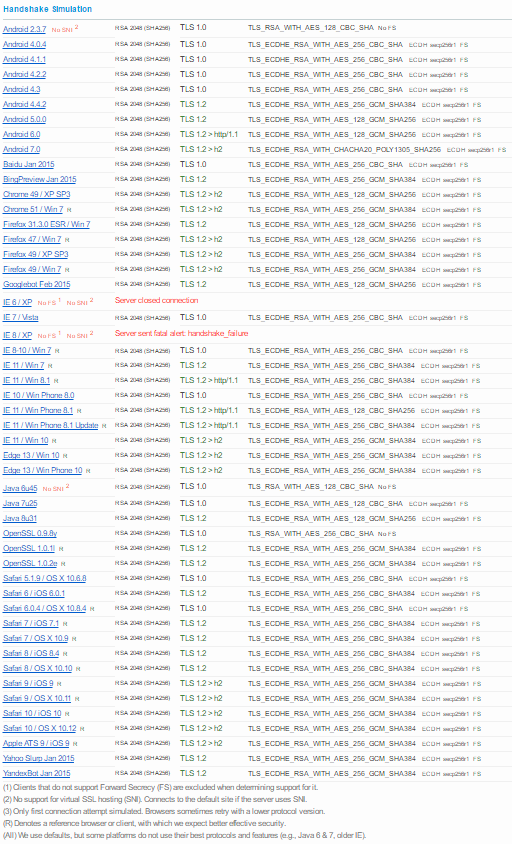 Handshake Simulation
Android 2.3.7 No SNI 2 RSA 2048 (SHA256) TLS 1.0 TLS_RSA_WITH_AES_128_CBC_SHA No FS
Android 4.0.4 RSA 2048 (SHA256) TLS 1.0 TLS_ECDHE_RSA_WITH_AES_256_CBC_SHA ECDH secp256r1 FS
Android 4.1.1 RSA 2048 (SHA256) TLS 1.0 TLS_ECDHE_RSA_WITH_AES_256_CBC_SHA ECDH secp256r1 FS
Android 4.2.2 RSA 2048 (SHA256) TLS 1.0 TLS_ECDHE_RSA_WITH_AES_256_CBC_SHA ECDH secp256r1 FS
Android 4.3 RSA 2048 (SHA256) TLS 1.0 TLS_ECDHE_RSA_WITH_AES_256_CBC_SHA ECDH secp256r1 FS
Android 4.4.2 RSA 2048 (SHA256) TLS 1.2 TLS_ECDHE_RSA_WITH_AES_256_GCM_SHA384 ECDH secp256r1 FS
Android 5.0.0 RSA 2048 (SHA256) TLS 1.2 TLS_ECDHE_RSA_WITH_AES_128_GCM_SHA256 ECDH secp256r1 FS
Android 6.0 RSA 2048 (SHA256) TLS 1.2 > http/1.1 TLS_ECDHE_RSA_WITH_AES_128_GCM_SHA256 ECDH secp256r1 FS
Android 7.0 RSA 2048 (SHA256) TLS 1.2 > h2 TLS_ECDHE_RSA_WITH_CHACHA20_POLY1305_SHA256 ECDH secp256r1 FS
Baidu Jan 2015 RSA 2048 (SHA256) TLS 1.0 TLS_ECDHE_RSA_WITH_AES_256_CBC_SHA ECDH secp256r1 FS
BingPreview Jan 2015 RSA 2048 (SHA256) TLS 1.2 TLS_ECDHE_RSA_WITH_AES_256_GCM_SHA384 ECDH secp256r1 FS
Chrome 49 / XP SP3 RSA 2048 (SHA256) TLS 1.2 > h2 TLS_ECDHE_RSA_WITH_AES_128_GCM_SHA256 ECDH secp256r1 FS
Chrome 51 / Win 7 R RSA 2048 (SHA256) TLS 1.2 > h2 TLS_ECDHE_RSA_WITH_AES_256_GCM_SHA384 ECDH secp256r1 FS
Firefox 31.3.0 ESR / Win 7 RSA 2048 (SHA256) TLS 1.2 TLS_ECDHE_RSA_WITH_AES_128_GCM_SHA256 ECDH secp256r1 FS
Firefox 47 / Win 7 R RSA 2048 (SHA256) TLS 1.2 > h2 TLS_ECDHE_RSA_WITH_AES_128_GCM_SHA256 ECDH secp256r1 FS
Firefox 49 / XP SP3 RSA 2048 (SHA256) TLS 1.2 > h2 TLS_ECDHE_RSA_WITH_AES_256_GCM_SHA384 ECDH secp256r1 FS
Firefox 49 / Win 7 R RSA 2048 (SHA256) TLS 1.2 > h2 TLS_ECDHE_RSA_WITH_AES_256_GCM_SHA384 ECDH secp256r1 FS
Googlebot Feb 2015 RSA 2048 (SHA256) TLS 1.2 TLS_ECDHE_RSA_WITH_AES_128_GCM_SHA256 ECDH secp256r1 FS
IE 6 / XP No FS 1 No SNI 2 Server closed connection
IE 7 / Vista RSA 2048 (SHA256) TLS 1.0 TLS_ECDHE_RSA_WITH_AES_256_CBC_SHA ECDH secp256r1 FS
IE 8 / XP No FS 1 No SNI 2 Server sent fatal alert: handshake_failure
IE 8-10 / Win 7 R RSA 2048 (SHA256) TLS 1.0 TLS_ECDHE_RSA_WITH_AES_256_CBC_SHA ECDH secp256r1 FS
IE 11 / Win 7 R RSA 2048 (SHA256) TLS 1.2 TLS_ECDHE_RSA_WITH_AES_256_CBC_SHA384 ECDH secp256r1 FS
IE 11 / Win 8.1 R RSA 2048 (SHA256) TLS 1.2 > http/1.1 TLS_ECDHE_RSA_WITH_AES_256_CBC_SHA384 ECDH secp256r1 FS
IE 10 / Win Phone 8.0 RSA 2048 (SHA256) TLS 1.0 TLS_ECDHE_RSA_WITH_AES_256_CBC_SHA ECDH secp256r1 FS
IE 11 / Win Phone 8.1 R RSA 2048 (SHA256) TLS 1.2 > http/1.1 TLS_ECDHE_RSA_WITH_AES_128_CBC_SHA256 ECDH secp256r1 FS
IE 11 / Win Phone 8.1 Update R RSA 2048 (SHA256) TLS 1.2 > http/1.1 TLS_ECDHE_RSA_WITH_AES_256_CBC_SHA384 ECDH secp256r1 FS
IE 11 / Win 10 R RSA 2048 (SHA256) TLS 1.2 > h2 TLS_ECDHE_RSA_WITH_AES_256_GCM_SHA384 ECDH secp256r1 FS
Edge 13 / Win 10 R RSA 2048 (SHA256) TLS 1.2 > h2 TLS_ECDHE_RSA_WITH_AES_256_GCM_SHA384 ECDH secp256r1 FS
Edge 13 / Win Phone 10 R RSA 2048 (SHA256) TLS 1.2 > h2 TLS_ECDHE_RSA_WITH_AES_256_GCM_SHA384 ECDH secp256r1 FS
Java 6u45 No SNI 2 RSA 2048 (SHA256) TLS 1.0 TLS_RSA_WITH_AES_128_CBC_SHA No FS
Java 7u25 RSA 2048 (SHA256) TLS 1.0 TLS_ECDHE_RSA_WITH_AES_128_CBC_SHA ECDH secp256r1 FS
Java 8u31 RSA 2048 (SHA256) TLS 1.2 TLS_ECDHE_RSA_WITH_AES_128_GCM_SHA256 ECDH secp256r1 FS
OpenSSL 0.9.8y RSA 2048 (SHA256) TLS 1.0 TLS_RSA_WITH_AES_256_CBC_SHA No FS
OpenSSL 1.0.1l R RSA 2048 (SHA256) TLS 1.2 TLS_ECDHE_RSA_WITH_AES_256_GCM_SHA384 ECDH secp256r1 FS
OpenSSL 1.0.2e R RSA 2048 (SHA256) TLS 1.2 TLS_ECDHE_RSA_WITH_AES_256_GCM_SHA384 ECDH secp256r1 FS
Safari 5.1.9 / OS X 10.6.8 RSA 2048 (SHA256) TLS 1.0 TLS_ECDHE_RSA_WITH_AES_256_CBC_SHA ECDH secp256r1 FS
Safari 6 / iOS 6.0.1 RSA 2048 (SHA256) TLS 1.2 TLS_ECDHE_RSA_WITH_AES_256_CBC_SHA384 ECDH secp256r1 FS
Safari 6.0.4 / OS X 10.8.4 R RSA 2048 (SHA256) TLS 1.0 TLS_ECDHE_RSA_WITH_AES_256_CBC_SHA ECDH secp256r1 FS
Safari 7 / iOS 7.1 R RSA 2048 (SHA256) TLS 1.2 TLS_ECDHE_RSA_WITH_AES_256_CBC_SHA384 ECDH secp256r1 FS
Safari 7 / OS X 10.9 R RSA 2048 (SHA256) TLS 1.2 TLS_ECDHE_RSA_WITH_AES_256_CBC_SHA384 ECDH secp256r1 FS
Safari 8 / iOS 8.4 R RSA 2048 (SHA256) TLS 1.2 TLS_ECDHE_RSA_WITH_AES_256_CBC_SHA384 ECDH secp256r1 FS
Safari 8 / OS X 10.10 R RSA 2048 (SHA256) TLS 1.2 TLS_ECDHE_RSA_WITH_AES_256_CBC_SHA384 ECDH secp256r1 FS
Safari 9 / iOS 9 R RSA 2048 (SHA256) TLS 1.2 > h2 TLS_ECDHE_RSA_WITH_AES_256_GCM_SHA384 ECDH secp256r1 FS
Safari 9 / OS X 10.11 R RSA 2048 (SHA256) TLS 1.2 > h2 TLS_ECDHE_RSA_WITH_AES_256_GCM_SHA384 ECDH secp256r1 FS
Safari 10 / iOS 10 R RSA 2048 (SHA256) TLS 1.2 > h2 TLS_ECDHE_RSA_WITH_AES_256_GCM_SHA384 ECDH secp256r1 FS
Safari 10 / OS X 10.12 R RSA 2048 (SHA256) TLS 1.2 > h2 TLS_ECDHE_RSA_WITH_AES_256_GCM_SHA384 ECDH secp256r1 FS
Apple ATS 9 / iOS 9 R RSA 2048 (SHA256) TLS 1.2 > h2 TLS_ECDHE_RSA_WITH_AES_256_GCM_SHA384 ECDH secp256r1 FS
Yahoo Slurp Jan 2015 RSA 2048 (SHA256) TLS 1.2 TLS_ECDHE_RSA_WITH_AES_256_GCM_SHA384 ECDH secp256r1 FS
YandexBot Jan 2015 RSA 2048 (SHA256) TLS 1.2 TLS_ECDHE_RSA_WITH_AES_256_GCM_SHA384 ECDH secp256r1 FS
(1) Clients that do not support Forward Secrecy (FS) are excluded when determining support for it.
(2) No support for virtual SSL hosting (SNI). Connects to the default site if the server uses SNI.
(3) Only first connection attempt simulated. Browsers sometimes retry with a lower protocol version.
(R) Denotes a reference browser or client, with which we expect better effective security.
(All) We use defaults, but some platforms do not use their best protocols and features (e.g., Java 6 & 7, older IE).